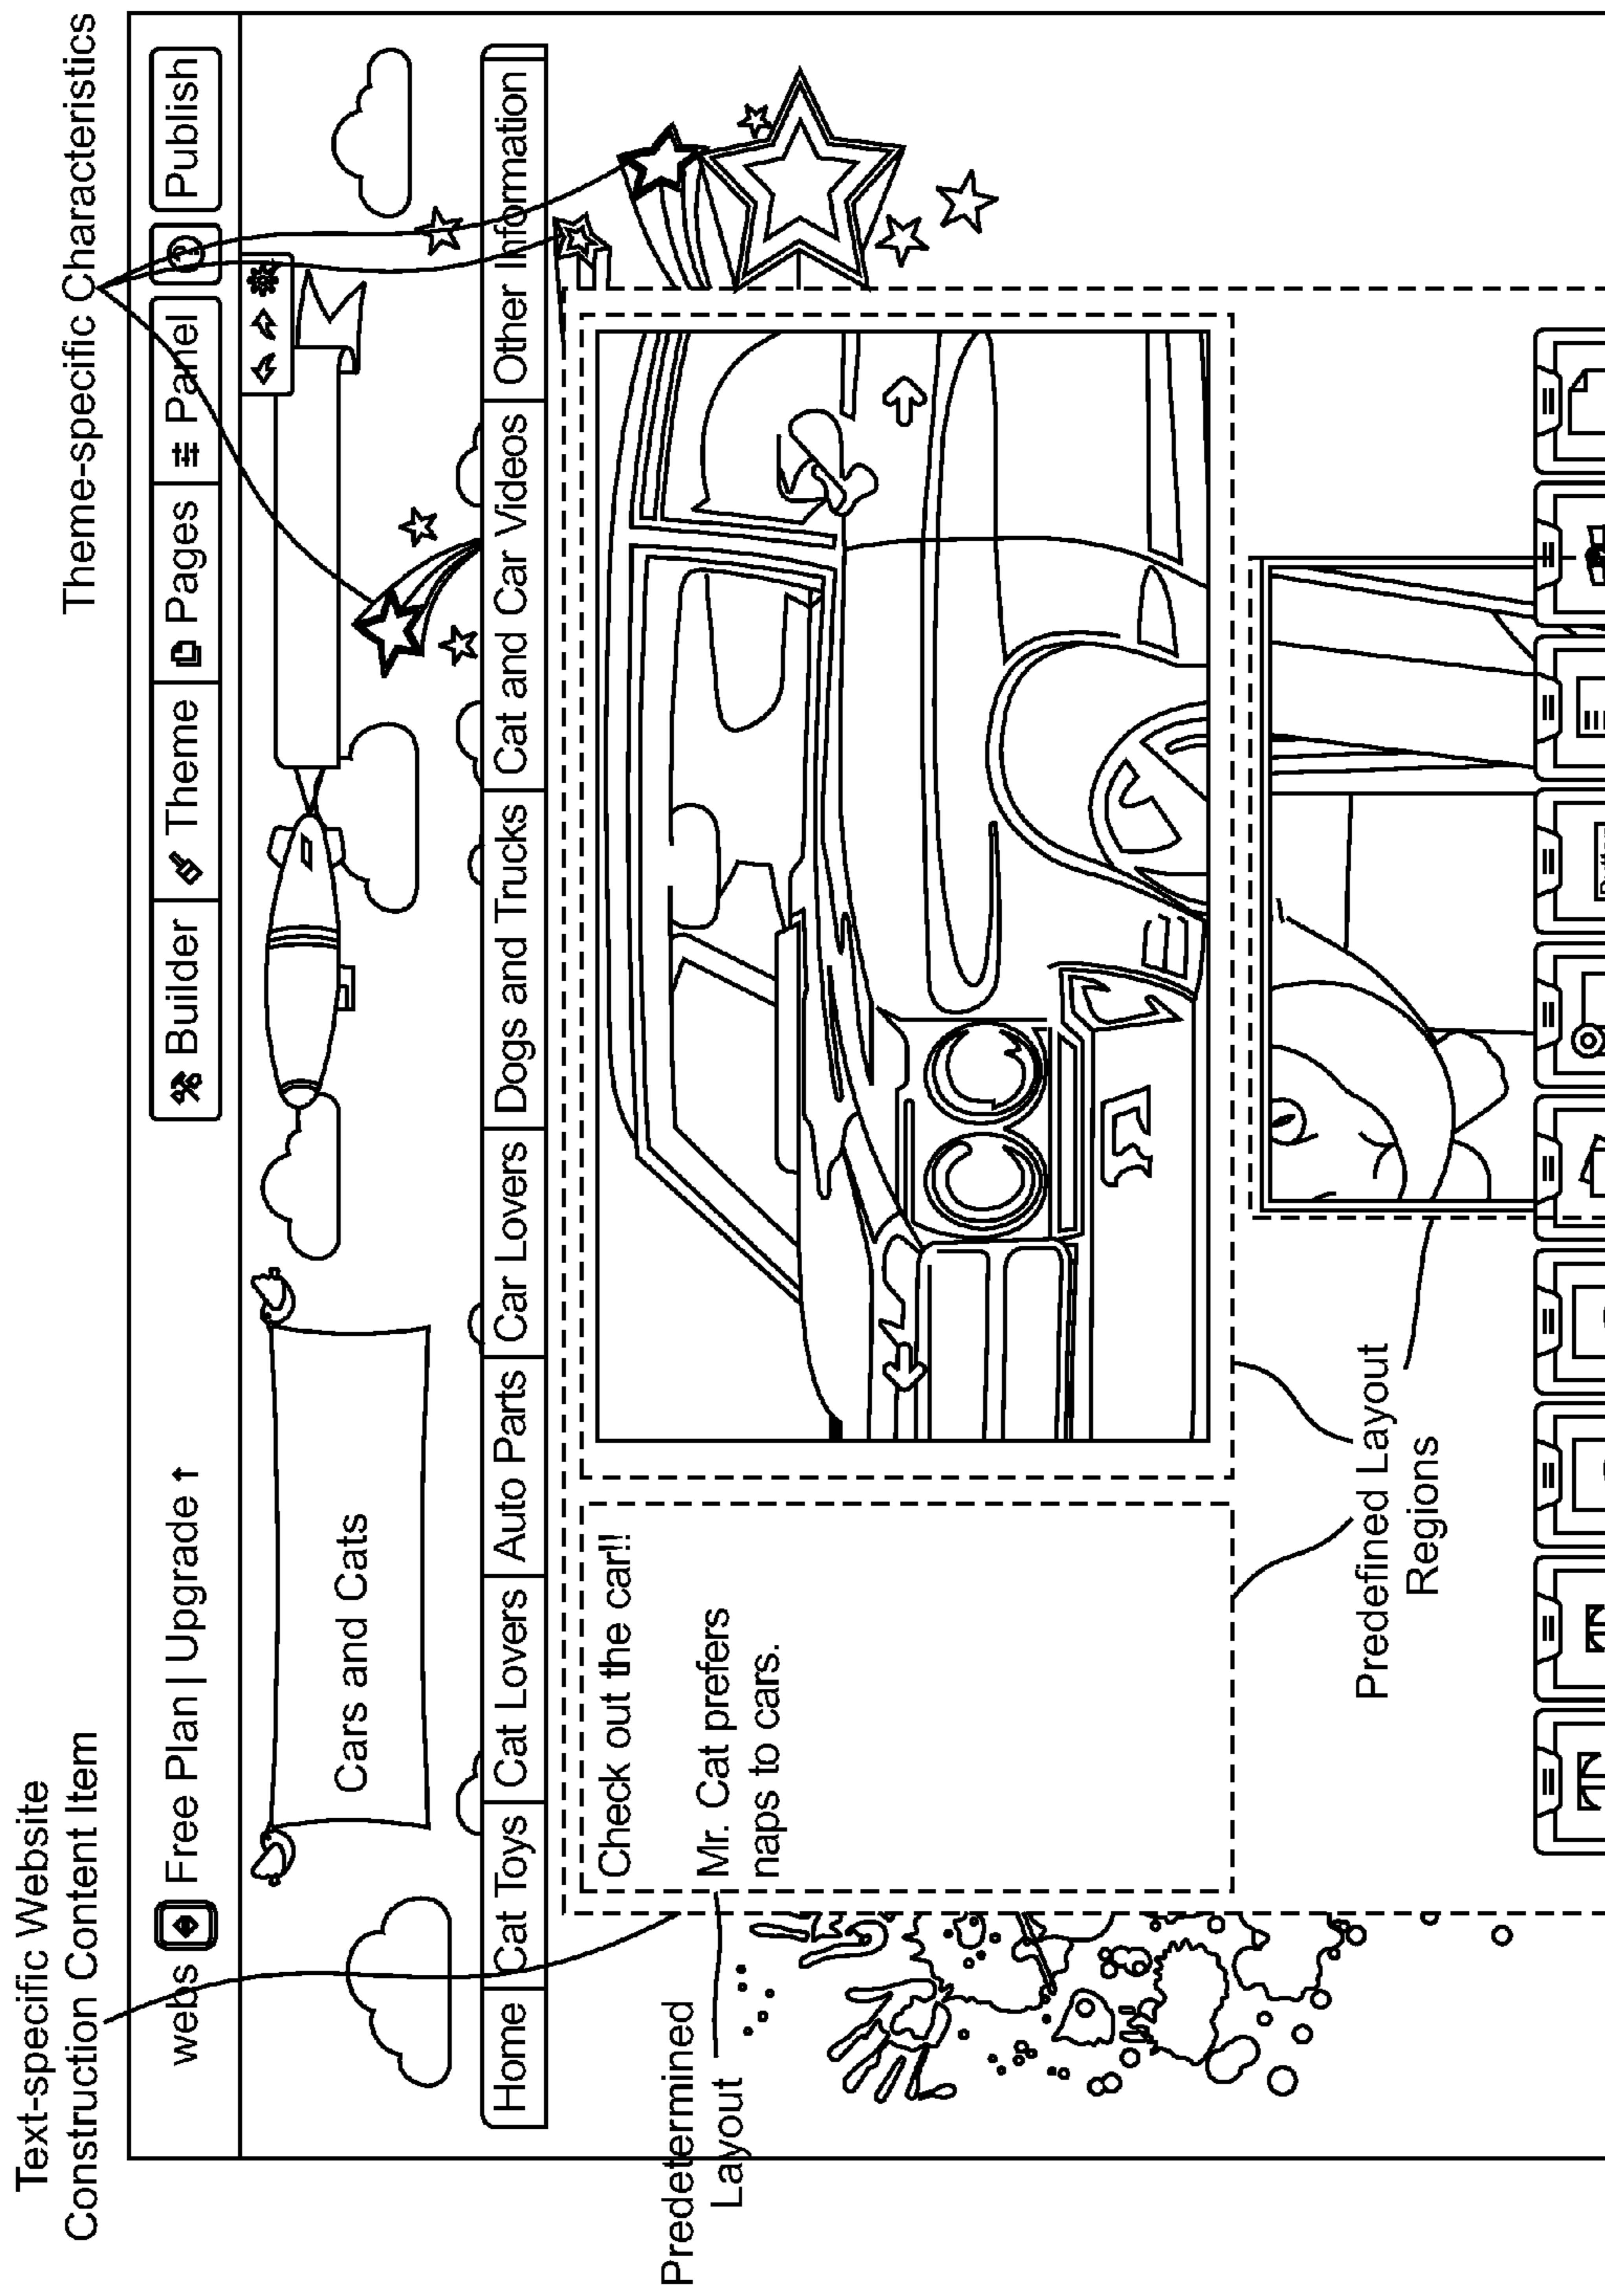 Text-specific Website
Construction Content Item
Theme-specific Characteristics
webs Free Plan | Upgrade ↑
Builder Theme Pages Panel ? Publish
Cars and Cats
Home Cat Toys Cat Lovers Auto Parts Car Lovers Dogs and Trucks Cat and Car Videos Other Information
Check out the car!!
Mr. Cat prefers
naps to cars.
Predetermined
Layout
Predefined Layout
Regions